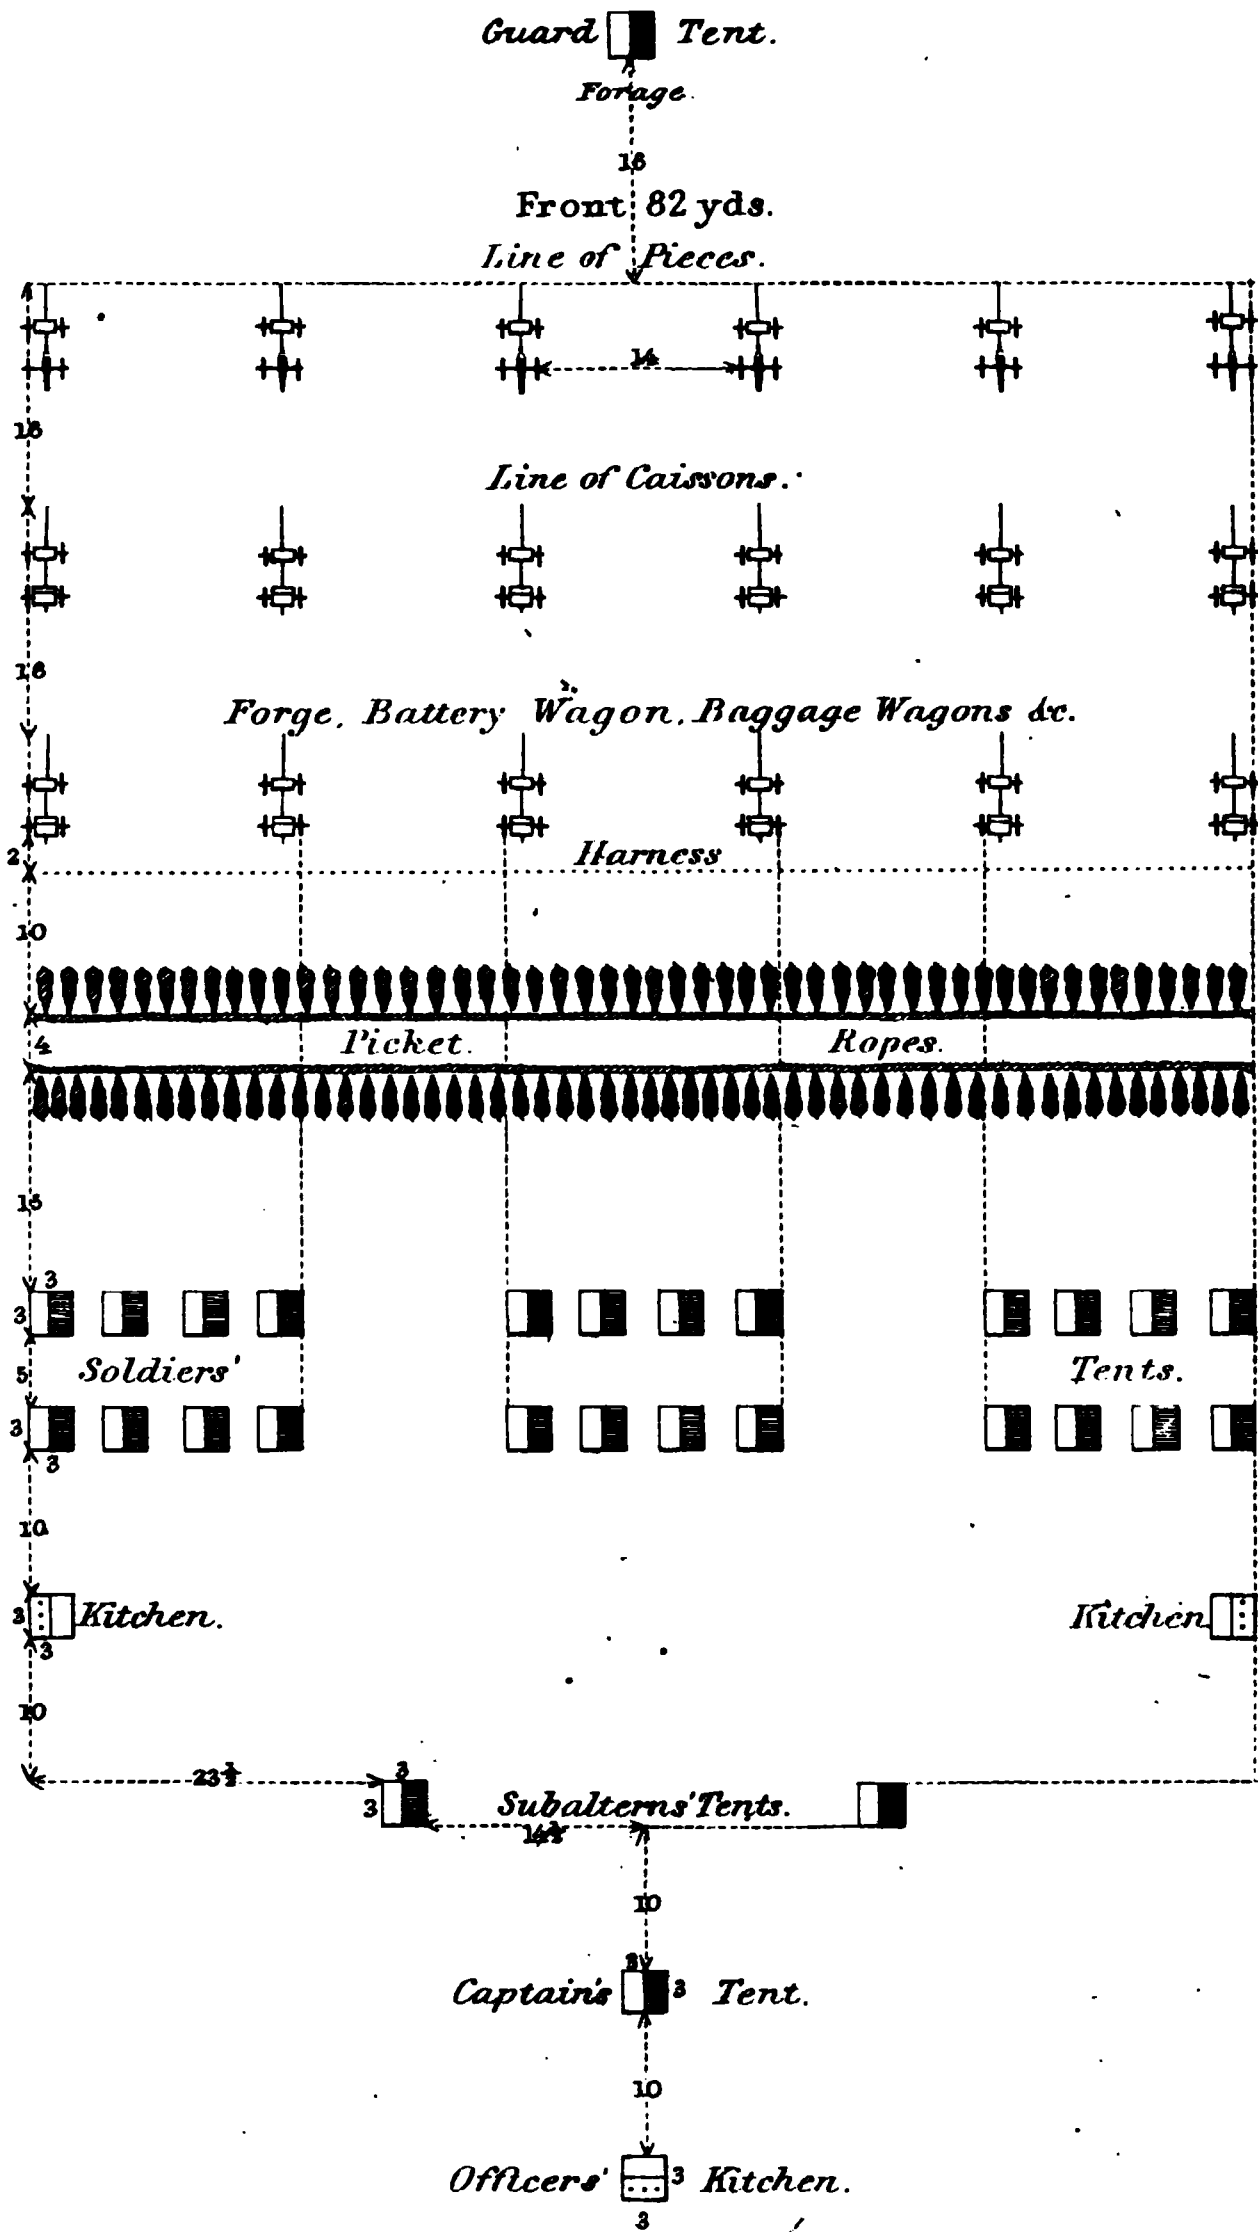 Guard Tent.
Forage
16
Front 82 yds.
Line of Pieces.
14
16
Line of Caissons.
16
Forge, Battery Wagon, Baggage Wagons &c.
2
Harness
10
4 Picket Ropes.
15
3
3
5 Soldiers' Tents.
3
3
10
3 Kitchen. Kitchen
3
10
23½
3
3 Subalterns' Tents.
14½
10
3
Captain's 3 Tent.
10
Officers' 3 Kitchen.
3